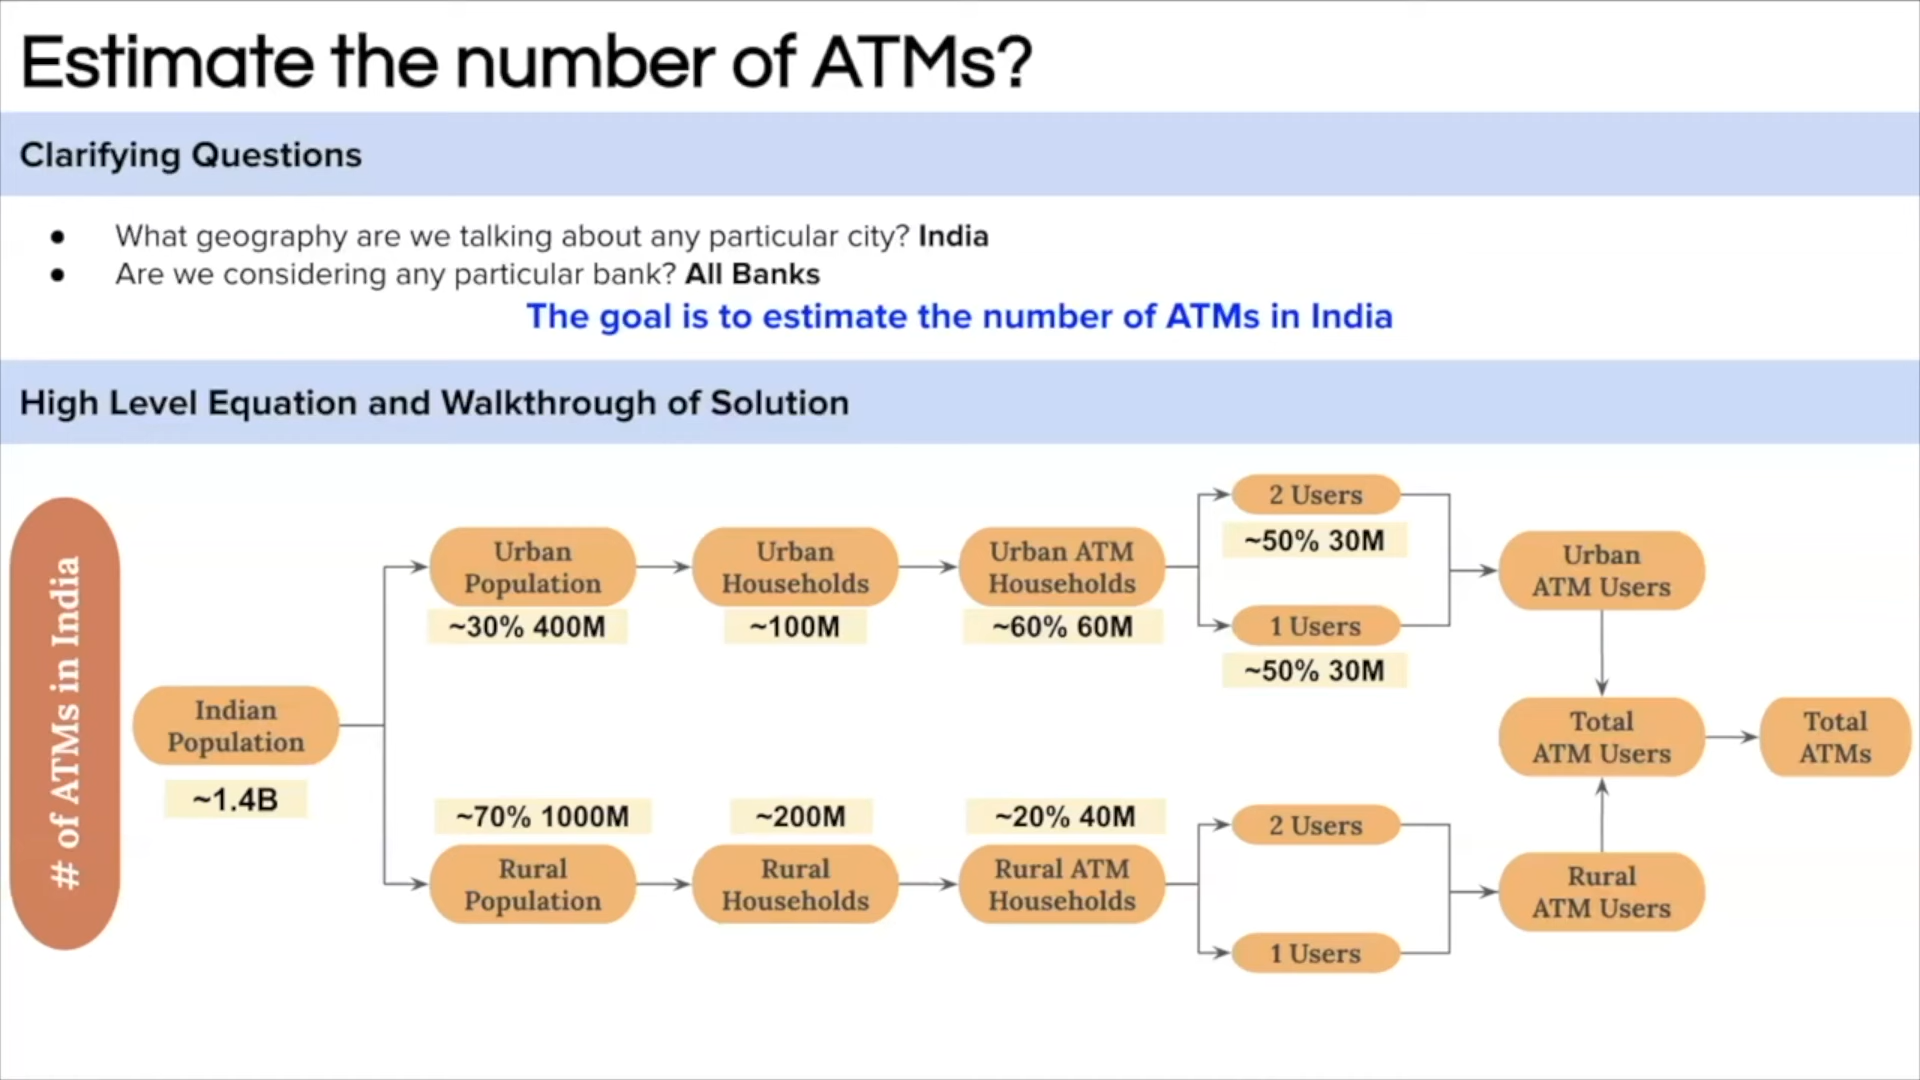 Estimate the number of ATMs?
Clarifying Questions
● What geography are we talking about any particular city? India
● Are we considering any particular bank? All Banks
The goal is to estimate the number of ATMs in India
High Level Equation and Walkthrough of Solution
# of ATMs in India
Indian
Population
~1.4B
Urban
Population
~30% 400M
Urban
Households
~100M
Urban ATM
Households
~60% 60M
2 Users
~50% 30M
1 Users
~50% 30M
Urban
ATM Users
~70% 1000M
Rural
Population
~200M
Rural
Households
~20% 40M
Rural ATM
Households
2 Users
1 Users
Rural
ATM Users
Total
ATM Users
Total
ATMs